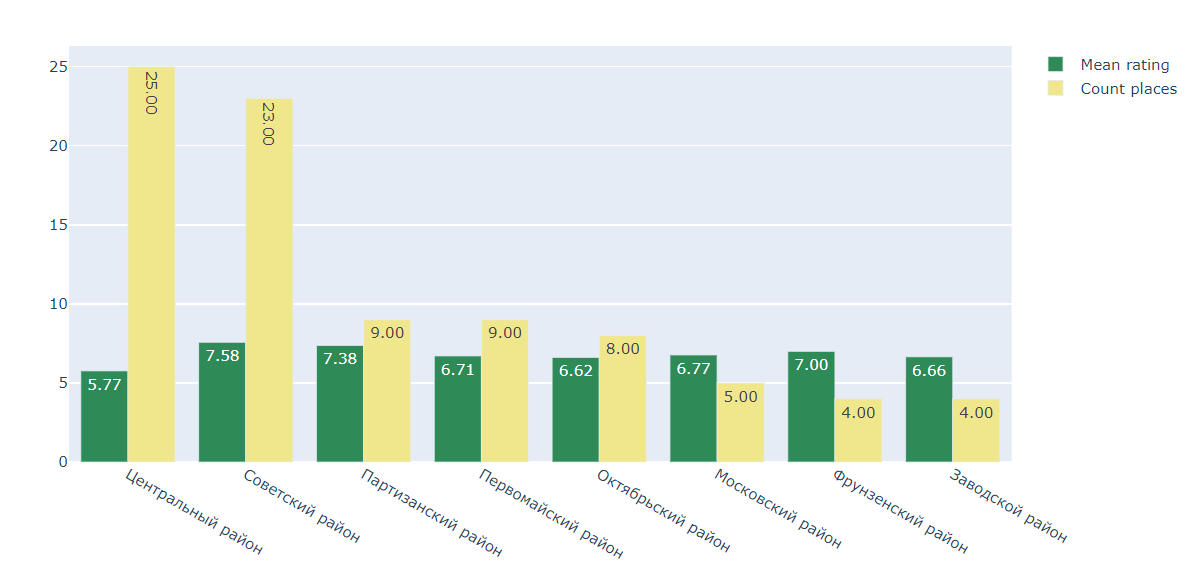 25
20
15
10
5
0
25.00
23.00
9.00
9.00
8.00
5.77
7.58
7.38
6.71
6.62
6.77
5.00
7.00
4.00
6.66
4.00
Центральный район
Советский район
Партизанский район
Первомайский район
Октябрьский район
Московский район
Фрунзенский район
Заводской район
Mean rating
Count places